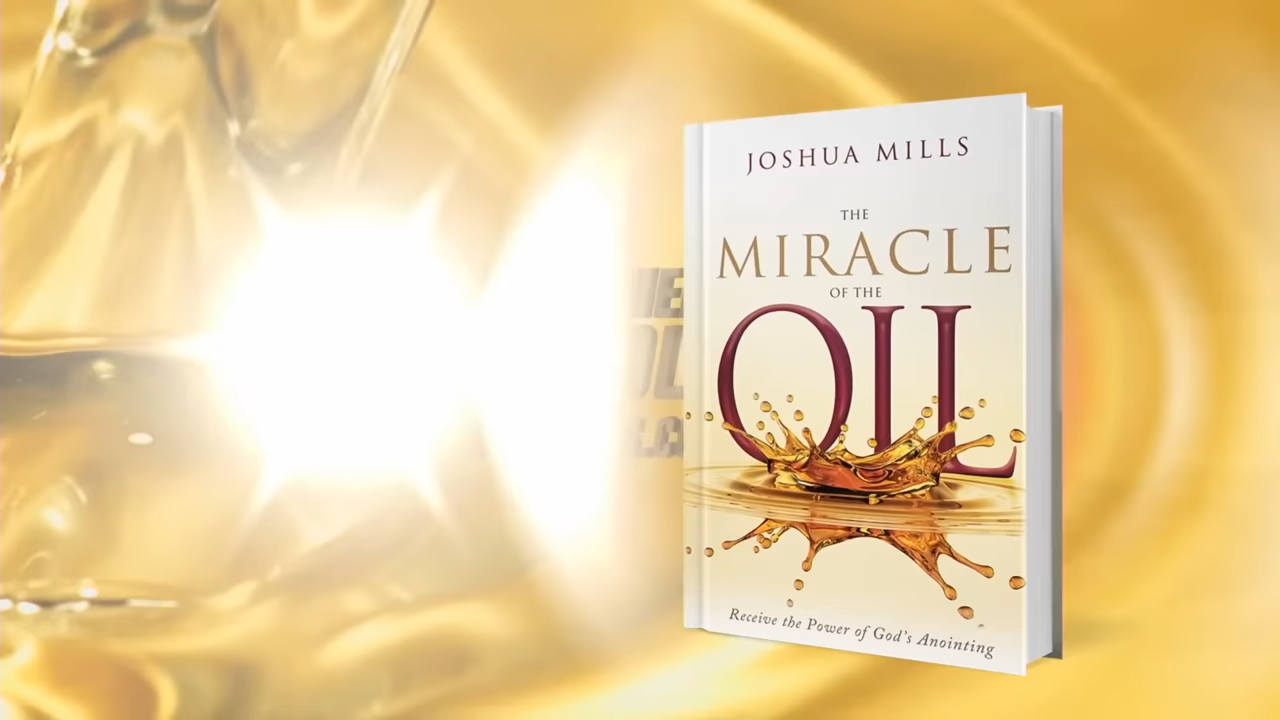 JOSHUA MILLS
THE
MIRACLE
OF THE
OIL
Receive the Power of God's Anointing